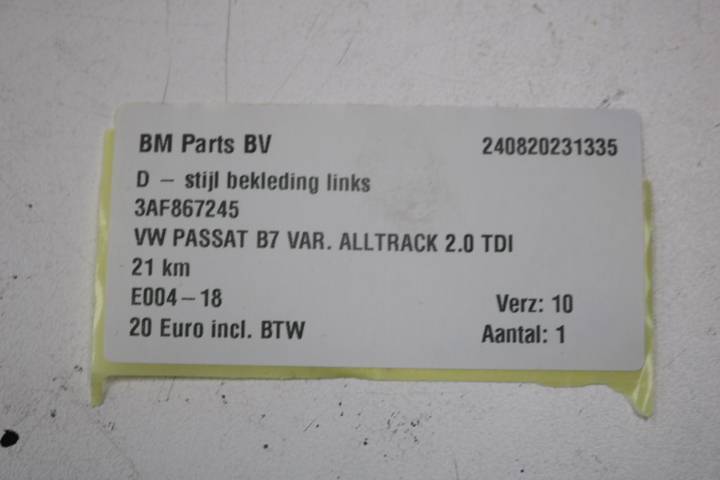 BM Parts BV 240820231335
D – stijl bekleding links
3AF867245
VW PASSAT B7 VAR. ALLTRACK 2.0 TDI
21 km
E004–18 Verz: 10
20 Euro incl. BTW Aantal: 1